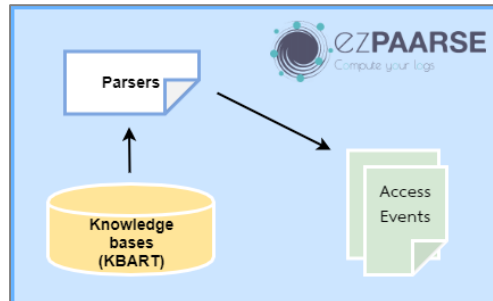 ezPAARSE
Compute your logs
Parsers
Access
Events
Knowledge
bases
(KBART)